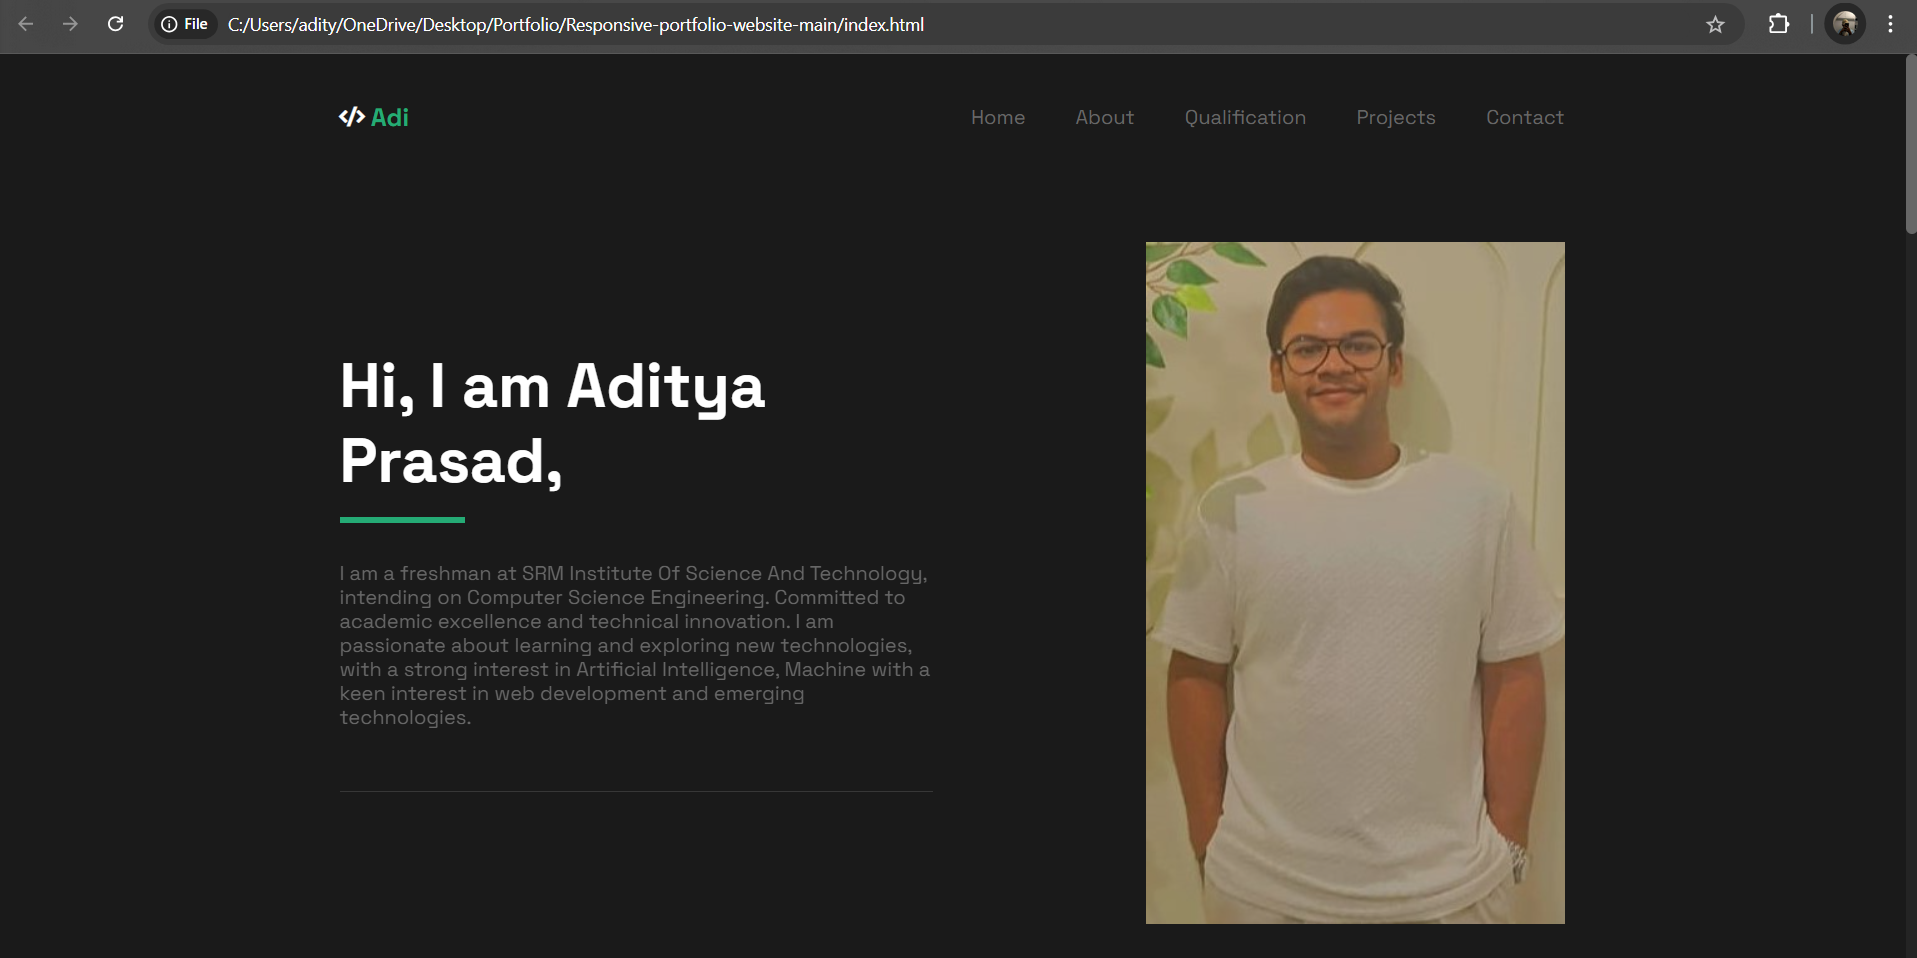 File C:/Users/adity/OneDrive/Desktop/Portfolio/Responsive-portfolio-website-main/index.html
</> Adi
Home About Qualification Projects Contact
Hi, I am Aditya
Prasad,
I am a freshman at SRM Institute Of Science And Technology,
intending on Computer Science Engineering. Committed to
academic excellence and technical innovation. I am
passionate about learning and exploring new technologies,
with a strong interest in Artificial Intelligence, Machine with a
keen interest in web development and emerging
technologies.